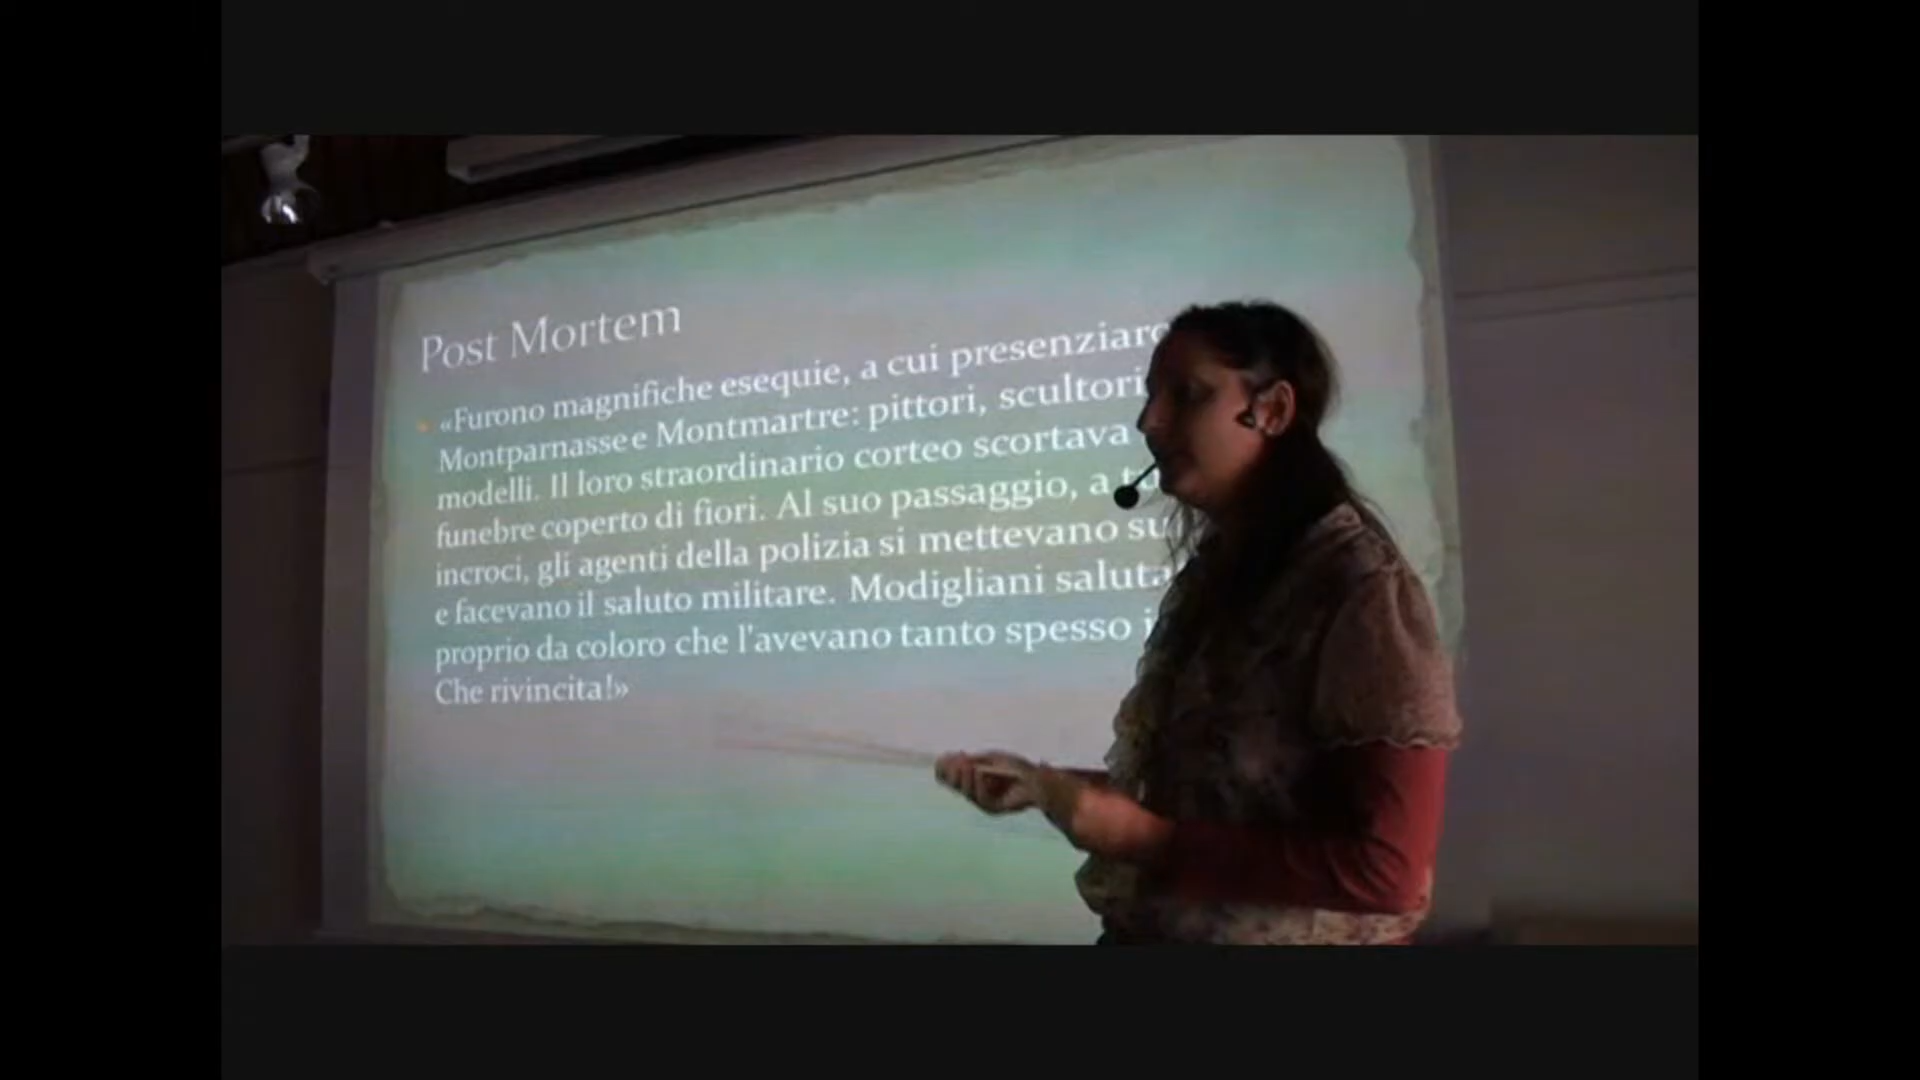 Post Mortem
«Furono magnifiche esequie, a cui presenziaro
Montparnasse e Montmartre: pittori, scultori
modelli. Il loro straordinario corteo scortava
funebre coperto di fiori. Al suo passaggio, a
incroci, gli agenti della polizia si mettevano su
e facevano il saluto militare. Modigliani saluta
proprio da coloro che l'avevano tanto spesso
Che rivincita!»